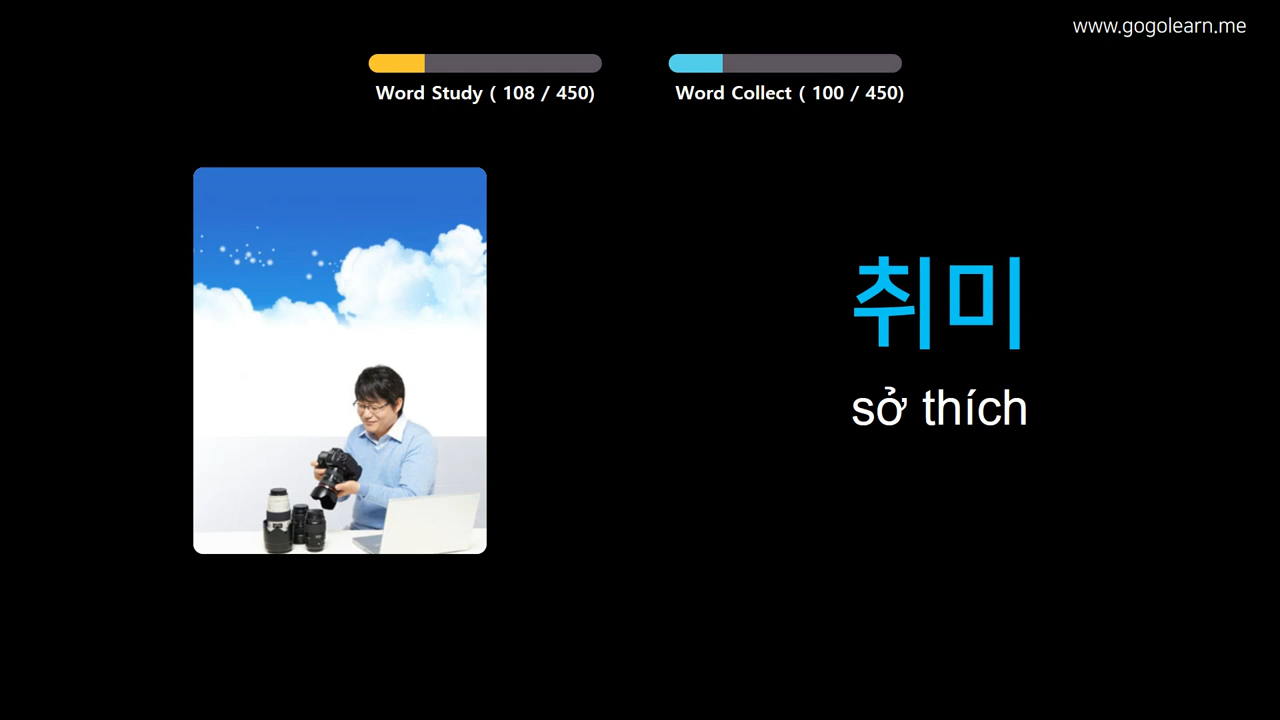 www.gogolearn.me
Word Study ( 108 / 450)
Word Collect ( 100 / 450)
취미
sở thích